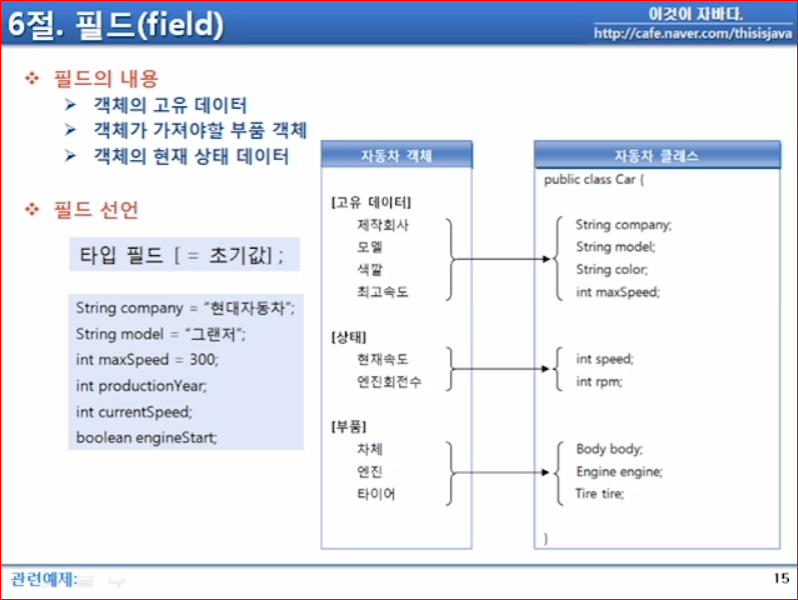 6절. 필드(field)
이것이 자바다.
http://cafe.naver.com/thisisjava
❖ 필드의 내용
➢ 객체의 고유 데이터
➢ 객체가 가져야할 부품 객체
➢ 객체의 현재 상태 데이터
❖ 필드 선언
타입 필드 [ = 초기값] ;
String company = “현대자동차”;
String model = “그랜저”;
int maxSpeed = 300;
int productionYear;
int currentSpeed;
boolean engineStart;
자동차 객체
[고유 데이터]
제작회사
모델
색깔
최고속도
[상태]
현재속도
엔진회전수
[부품]
차체
엔진
타이어
자동차 클래스
public class Car {
String company;
String model;
String color;
int maxSpeed;
int speed;
int rpm;
Body body;
Engine engine;
Tire tire;
}
관련예제:
15